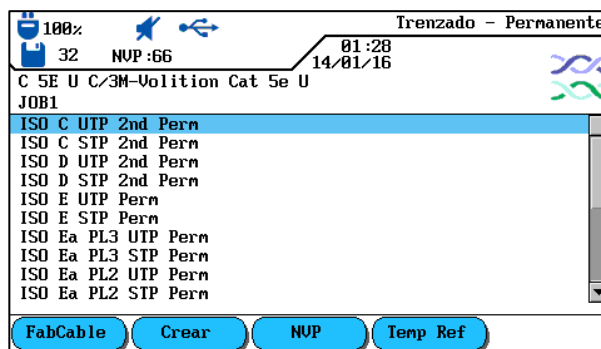 100% Trenzado - Permanente
32 NVP:66 01:28
14/01/16
C 5E U C/3M-Volition Cat 5e U
JOB1
ISO C UTP 2nd Perm
ISO C STP 2nd Perm
ISO D UTP 2nd Perm
ISO D STP 2nd Perm
ISO E UTP Perm
ISO E STP Perm
ISO Ea PL3 UTP Perm
ISO Ea PL3 STP Perm
ISO Ea PL2 UTP Perm
ISO Ea PL2 STP Perm
FabCable Crear NVP Temp Ref